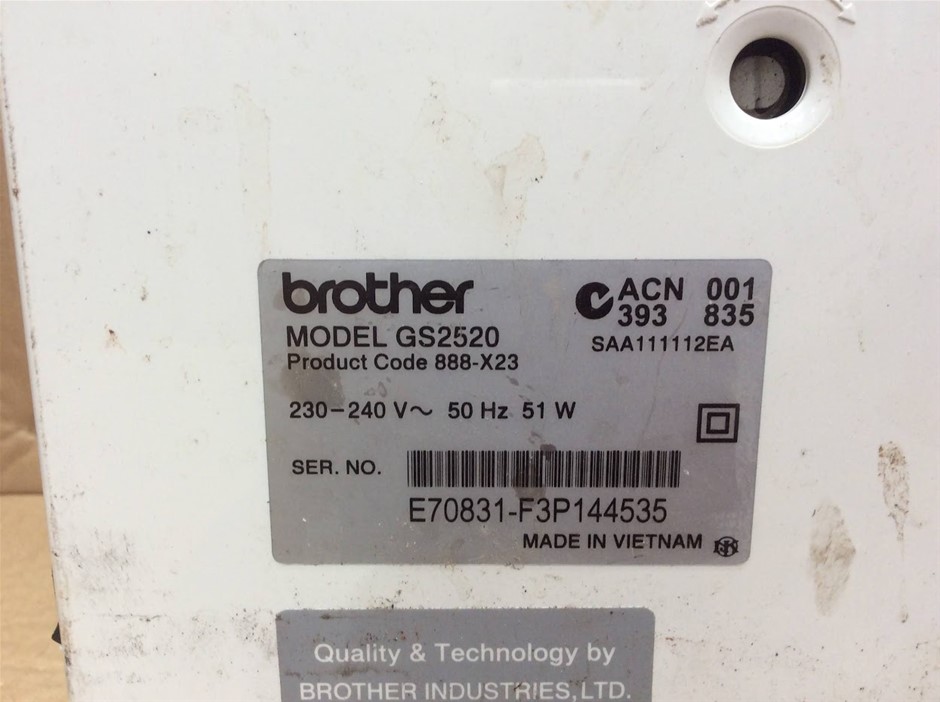 brother
ACN 001
393 835
MODEL GS2520
SAA111112EA
Product Code 888-X23
230-240 V~ 50 Hz 51 W
SER. NO.
E70831-F3P144535
MADE IN VIETNAM
Quality & Technology by
BROTHER INDUSTRIES,LTD.